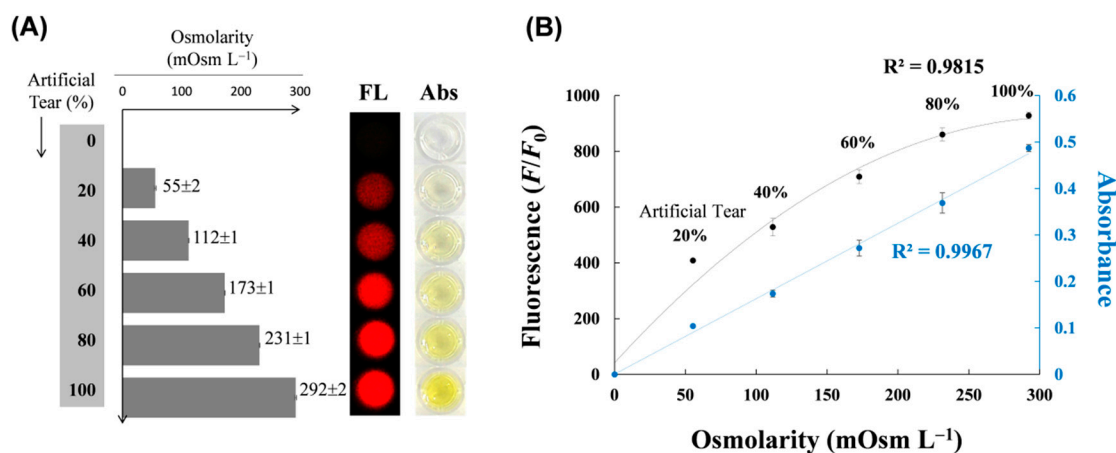 (A)
Osmolarity
(mOsm L⁻¹)
Artificial
Tear (%)
0
100
200
300
FL
Abs
0
20
55±2
40
112±1
60
173±1
80
231±1
100
292±2
(B)
R² = 0.9815
Fluorescence (F/F₀)
1000
800
600
400
200
0
Artificial Tear
20%
40%
60%
80%
100%
R² = 0.9967
0.6
0.5
0.4
0.3
0.2
0.1
0
Absorbance
0
50
100
150
200
250
300
Osmolarity (mOsm L⁻¹)